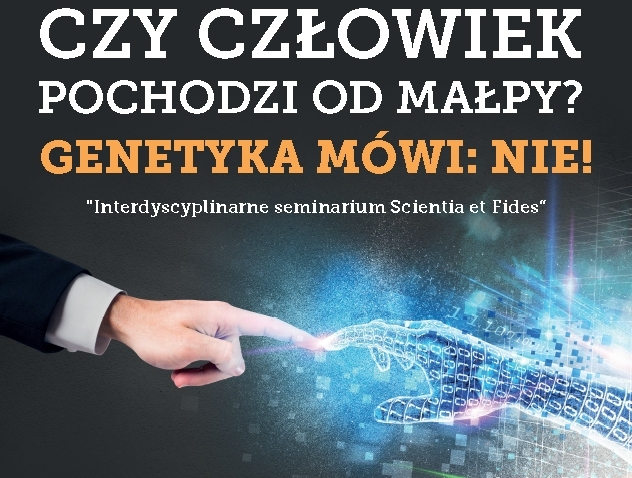 CZY CZŁOWIEK
POCHODZI OD MAŁPY?
GENETYKA MÓWI: NIE!
"Interdyscyplinarne seminarium Scientia et Fides“